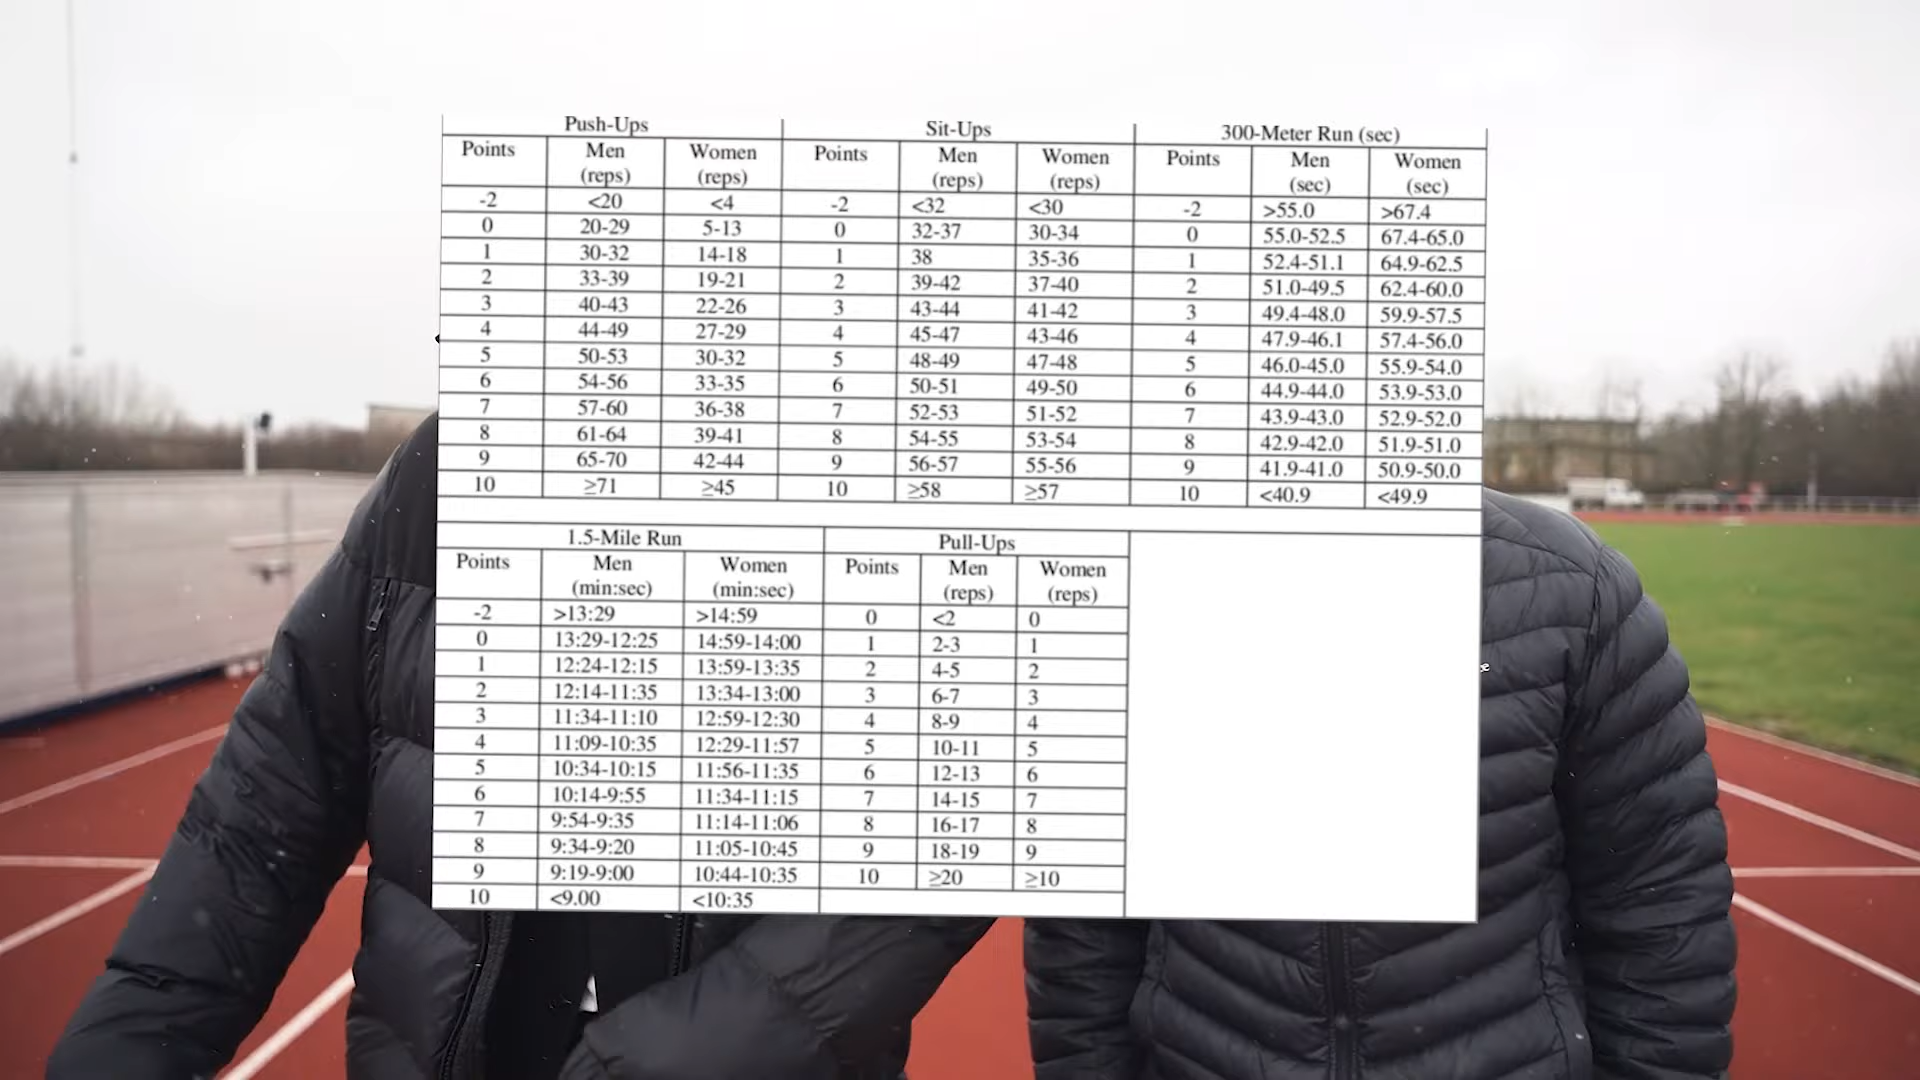 Push-Ups Sit-Ups 300-Meter Run (sec)
Points Men (reps) Women (reps) Points Men (reps) Women (reps) Points Men (sec) Women (sec)
-2 <20 <4 -2 <32 <30 -2 >55.0 >67.4
0 20-29 5-13 0 32-37 30-34 0 55.0-52.5 67.4-65.0
1 30-32 14-18 1 38 35-36 1 52.4-51.1 64.9-62.5
2 33-39 19-21 2 39-42 37-40 2 51.0-49.5 62.4-60.0
3 40-43 22-26 3 43-44 41-42 3 49.4-48.0 59.9-57.5
4 44-49 27-29 4 45-47 43-46 4 47.9-46.1 57.4-56.0
5 50-53 30-32 5 48-49 47-48 5 46.0-45.0 55.9-54.0
6 54-56 33-35 6 50-51 49-50 6 44.9-44.0 53.9-53.0
7 57-60 36-38 7 52-53 51-52 7 43.9-43.0 52.9-52.0
8 61-64 39-41 8 54-55 53-54 8 42.9-42.0 51.9-51.0
9 65-70 42-44 9 56-57 55-56 9 41.9-41.0 50.9-50.0
10 ≥71 ≥45 10 ≥58 ≥57 10 <40.9 <49.9
1.5-Mile Run Pull-Ups
Points Men (min:sec) Women (min:sec) Points Men (reps) Women (reps)
-2 >13:29 >14:59 0 <2 0
0 13:29-12:25 14:59-14:00 1 2-3 1
1 12:24-12:15 13:59-13:35 2 4-5 2
2 12:14-11:35 13:34-13:00 3 6-7 3
3 11:34-11:10 12:59-12:30 4 8-9 4
4 11:09-10:35 12:29-11:57 5 10-11 5
5 10:34-10:15 11:56-11:35 6 12-13 6
6 10:14-9:55 11:34-11:15 7 14-15 7
7 9:54-9:35 11:14-11:06 8 16-17 8
8 9:34-9:20 11:05-10:45 9 18-19 9
9 9:19-9:00 10:44-10:35 10 ≥20 ≥10
10 <9.00 <10:35